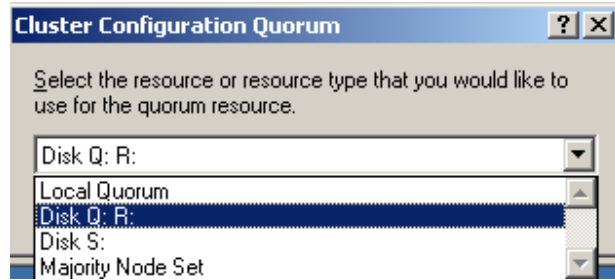 Cluster Configuration Quorum
Select the resource or resource type that you would like to
use for the quorum resource.
Disk Q: R:
Local Quorum
Disk Q: R:
Disk S:
Majority Node Set